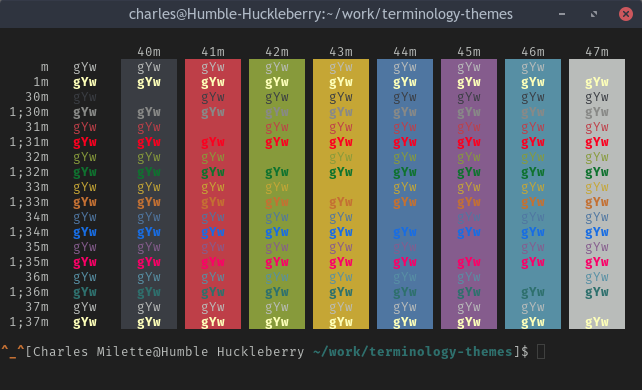 charles@Humble-Huckleberry:~/work/terminology-themes
40m 41m 42m 43m 44m 45m 46m 47m
m gYw gYw gYw gYw gYw gYw gYw gYw gYw
1m gYw gYw gYw gYw gYw gYw gYw gYw gYw
30m gYw gYw gYw gYw gYw gYw gYw gYw
1;30m gYw gYw gYw gYw gYw gYw gYw gYw gYw
31m gYw gYw gYw gYw gYw gYw gYw gYw
1;31m gYw gYw gYw gYw gYw gYw gYw gYw gYw
32m gYw gYw gYw gYw gYw gYw gYw gYw
1;32m gYw gYw gYw gYw gYw gYw gYw gYw gYw
33m gYw gYw gYw gYw gYw gYw gYw gYw
1;33m gYw gYw gYw gYw gYw gYw gYw gYw gYw
34m gYw gYw gYw gYw gYw gYw gYw gYw
1;34m gYw gYw gYw gYw gYw gYw gYw gYw gYw
35m gYw gYw gYw gYw gYw gYw gYw gYw
1;35m gYw gYw gYw gYw gYw gYw gYw gYw gYw
36m gYw gYw gYw gYw gYw gYw gYw gYw
1;36m gYw gYw gYw gYw gYw gYw gYw gYw gYw
37m gYw gYw gYw gYw gYw gYw gYw gYw
1;37m gYw gYw gYw gYw gYw gYw gYw gYw gYw
^_^[Charles Milette@Humble Huckleberry ~/work/terminology-themes]$